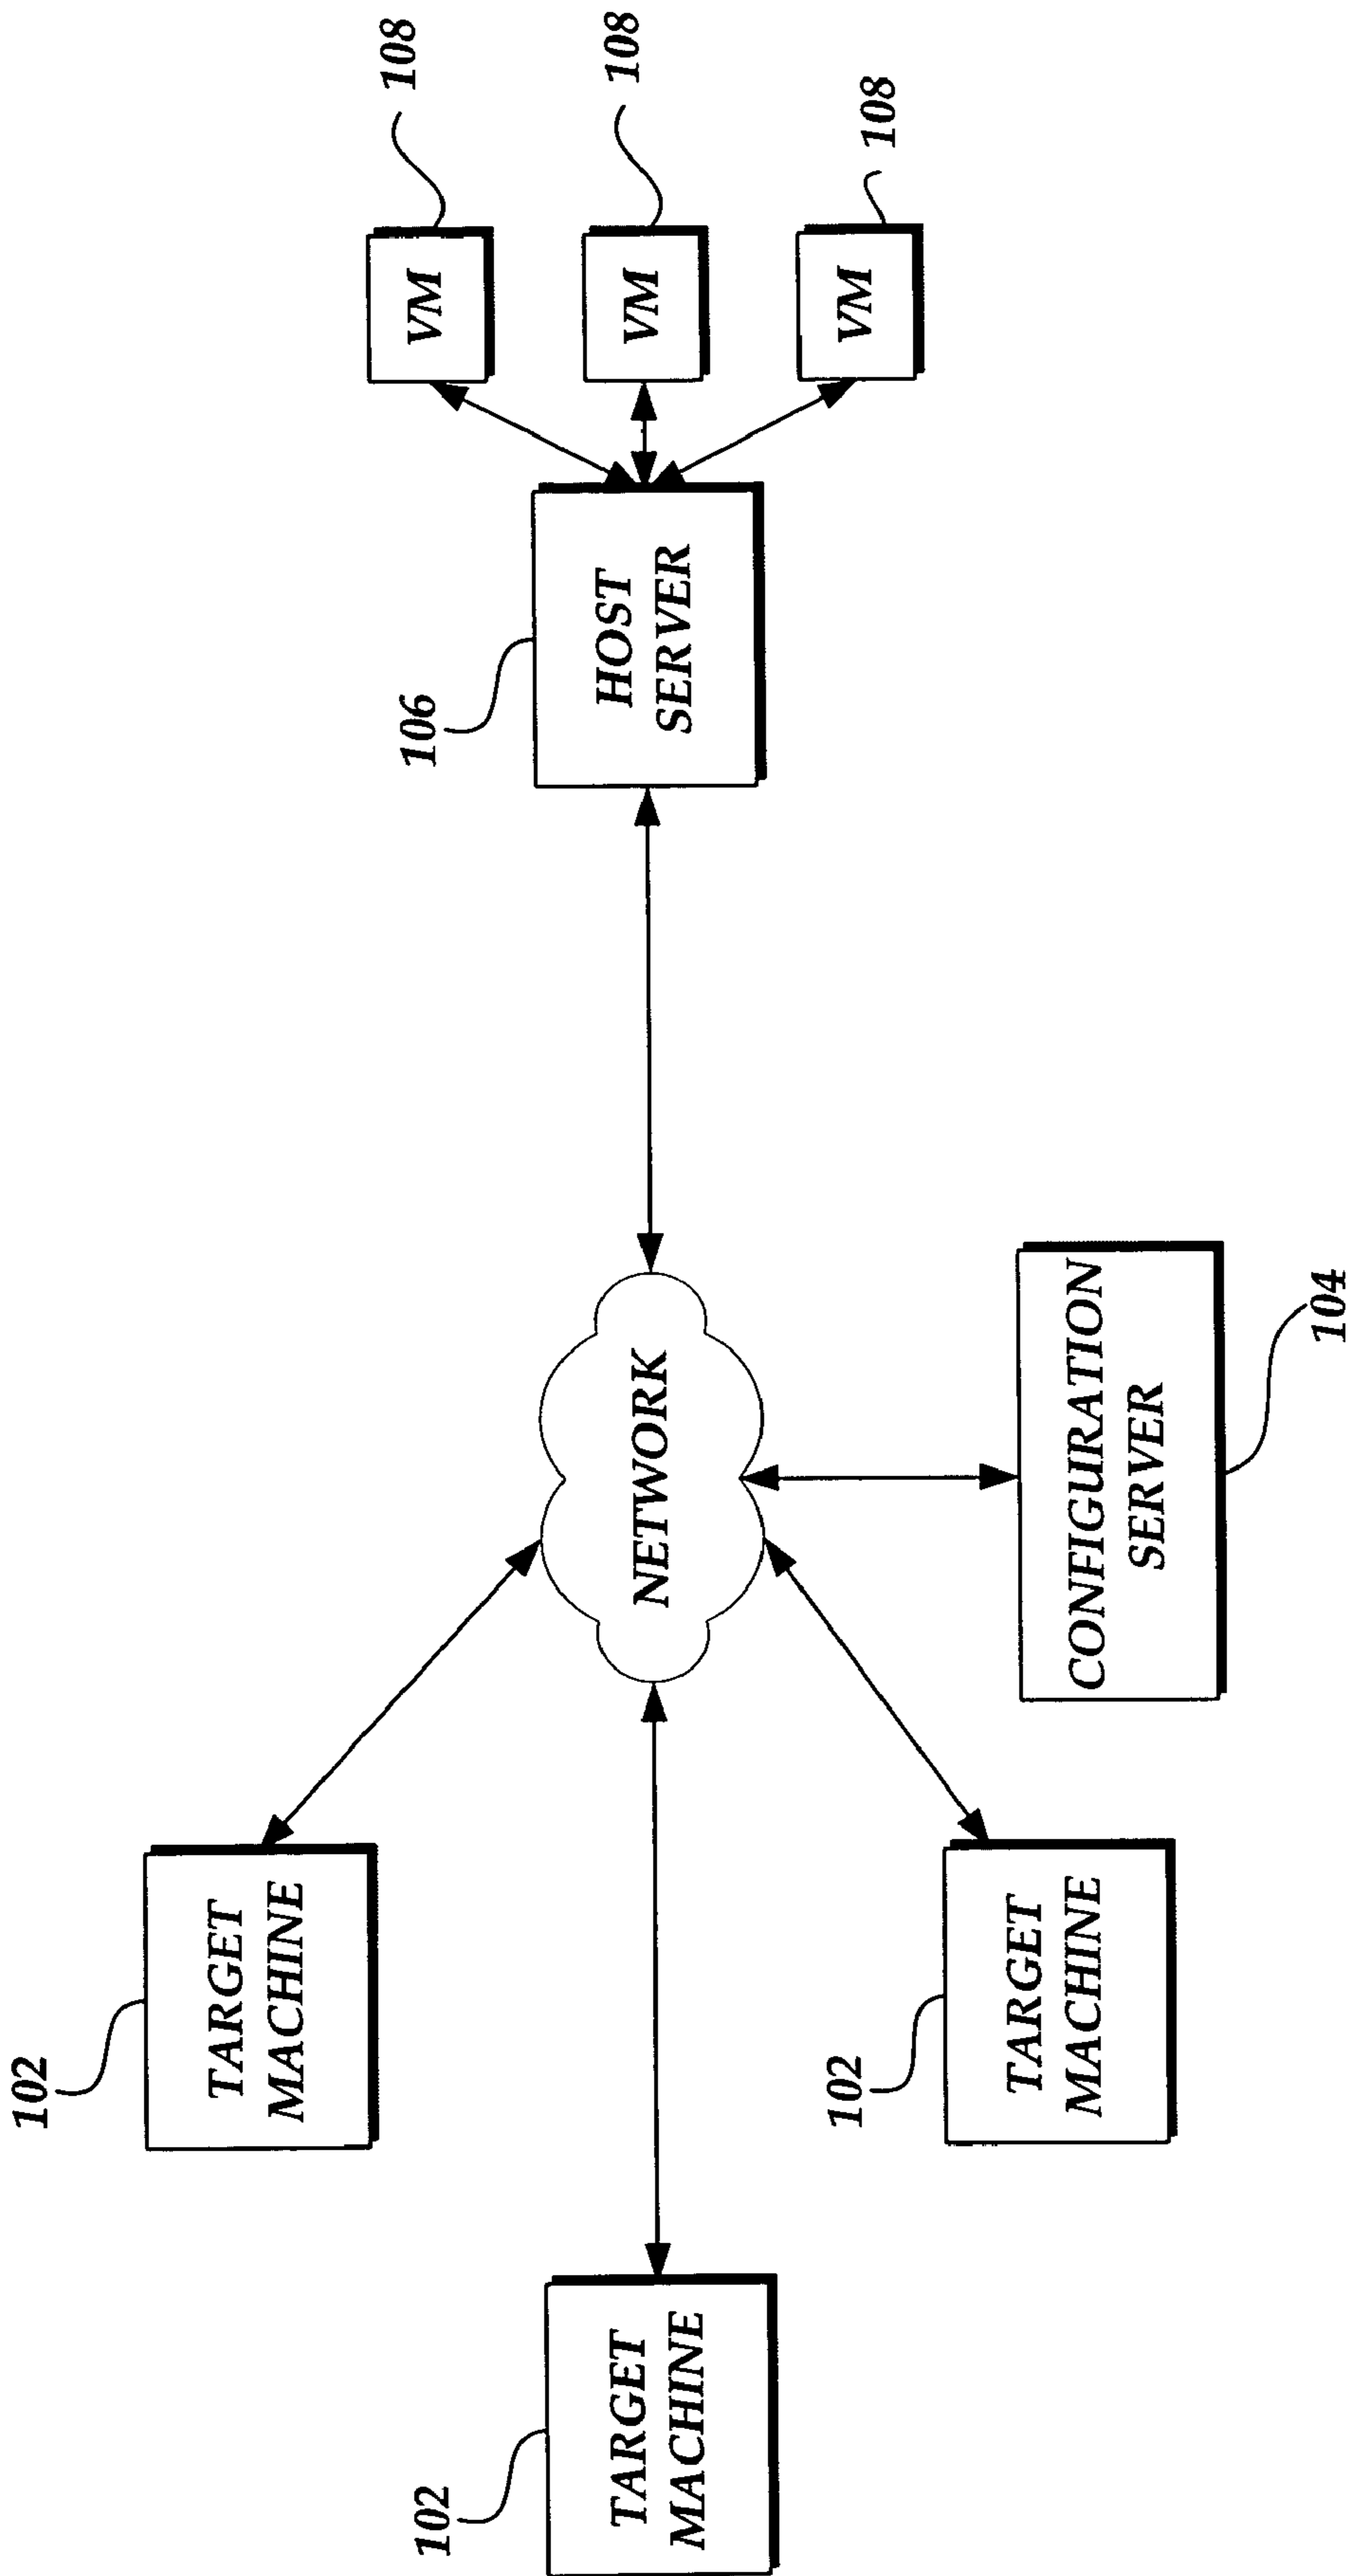 102
TARGET
MACHINE
102
TARGET
MACHINE
102
TARGET
MACHINE
NETWORK
CONFIGURATION
SERVER
104
106
HOST
SERVER
VM
108
VM
108
VM
108